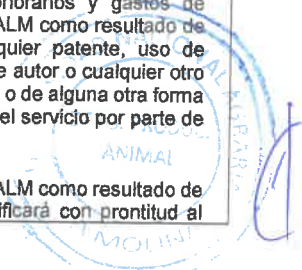 onorarios y gastos de
ALM como resultado de
quier patente, uso de
e autor o cualquier otro
o de alguna otra forma
el servicio por parte de
ANIMAL
ALM como resultado de
ificará con prontitud al